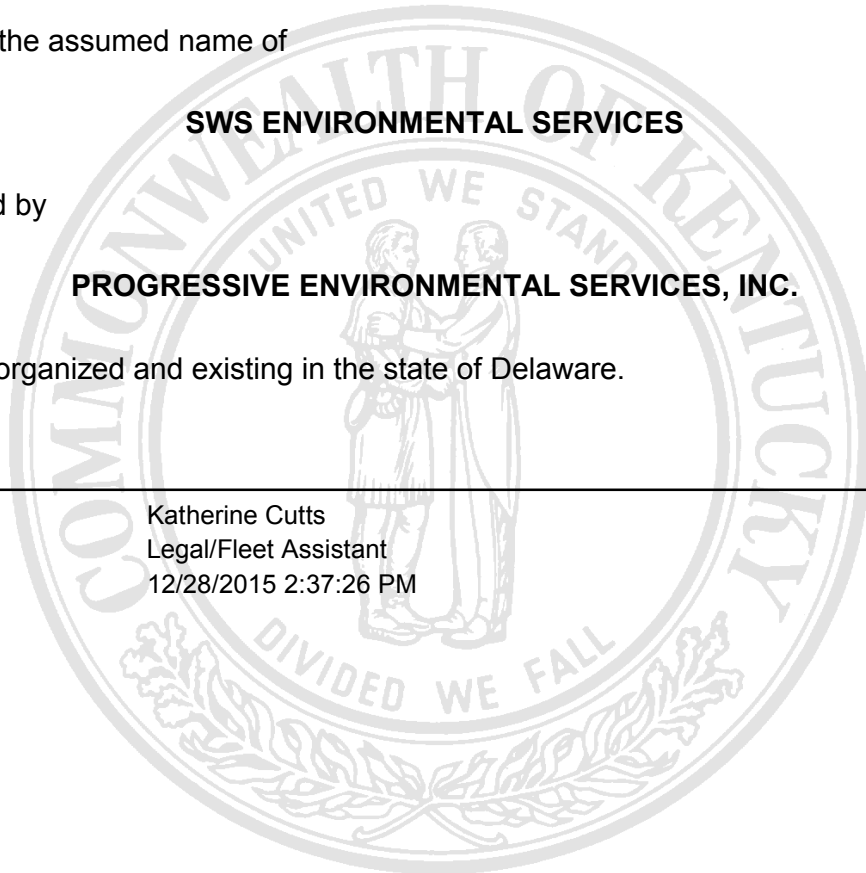 the assumed name of
SWS ENVIRONMENTAL SERVICES
d by
PROGRESSIVE ENVIRONMENTAL SERVICES, INC.
organized and existing in the state of Delaware.
Katherine Cutts
Legal/Fleet Assistant
12/28/2015 2:37:26 PM
COMMONWEALTH OF KENTUCKY
UNITED WE STAND
DIVIDED WE FALL